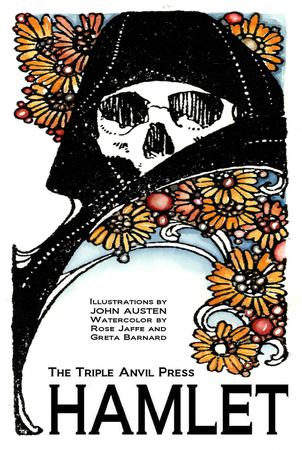 Illustrations by
John Austen
Watercolor by
Rose Jaffe and
Greta Barnard
The Triple Anvil Press
HAMLET